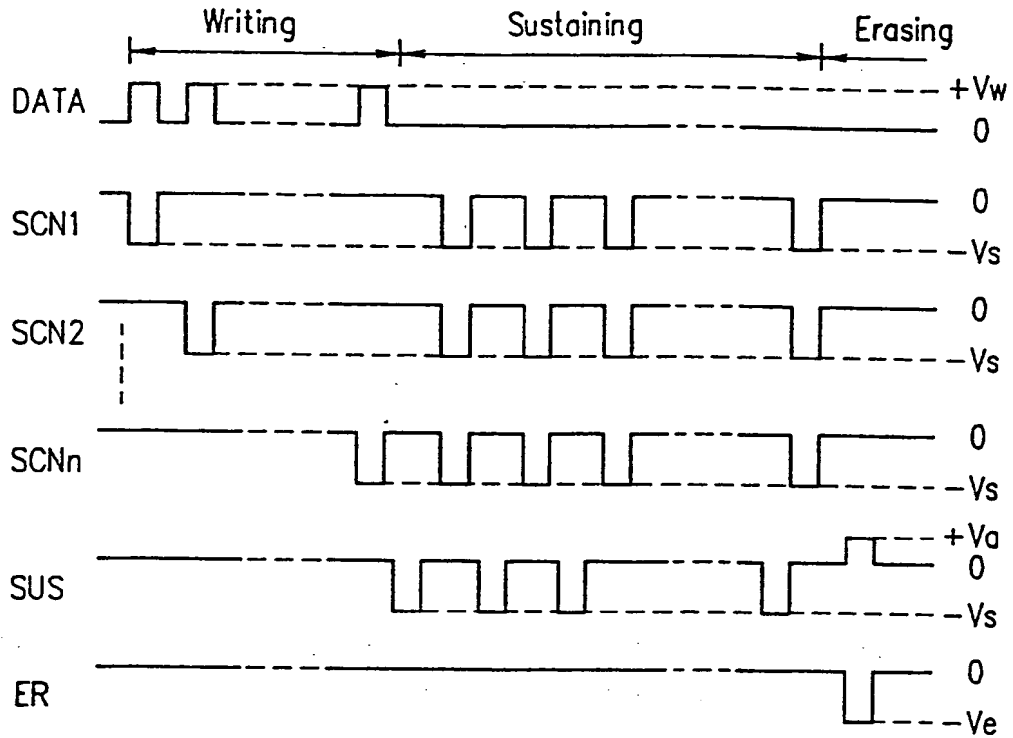 Writing Sustaining Erasing
DATA +Vw
0
SCN1 0
-Vs
SCN2 0
-Vs
SCNn 0
-Vs
SUS +Va
0
-Vs
ER 0
-Ve